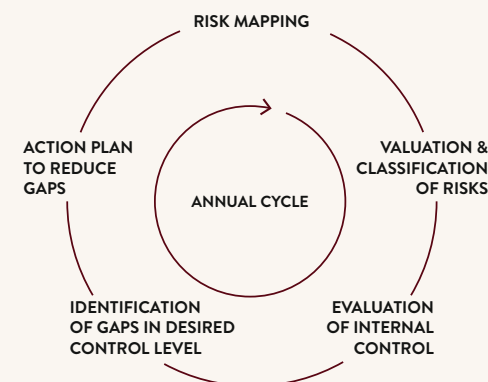 RISK MAPPING
VALUATION &
CLASSIFICATION
OF RISKS
EVALUATION
OF INTERNAL
CONTROL
IDENTIFICATION
OF GAPS IN DESIRED
CONTROL LEVEL
ACTION PLAN
TO REDUCE
GAPS
ANNUAL CYCLE